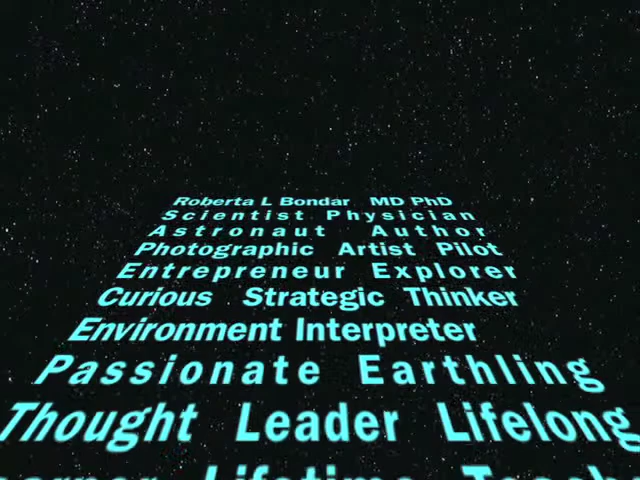 Roberta L Bondar MD PhD
Scientist Physician
Astronaut Author
Photographic Artist Pilot
Entrepreneur Explorer
Curious Strategic Thinker
Environment Interpreter
Passionate Earthling
Thought Leader Lifelong
Lifetime